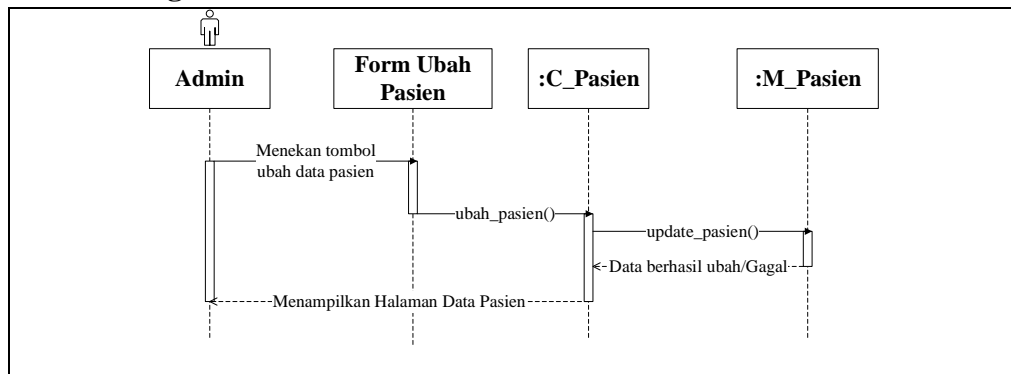 Admin
Form Ubah
Pasien
:C_Pasien
:M_Pasien
Menekan tombol
ubah data pasien
ubah_pasien()
update_pasien()
Data berhasil ubah/Gagal
Menampilkan Halaman Data Pasien